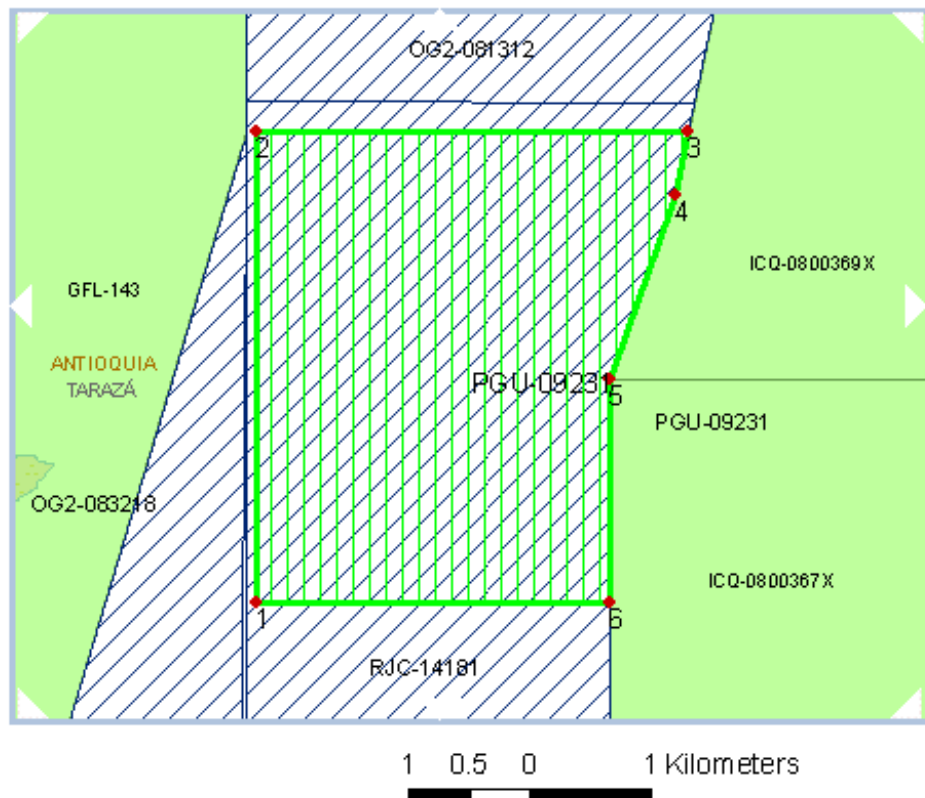 OG2-081312
2
3
4
ICQ-0800369X
GFL-143
ANTIOQUIA
TARAZÁ
PGU-09231
5
PGU-09231
OG2-083218
ICQ-0800367X
1
6
RJC-14181
1 0.5 0 1 Kilometers